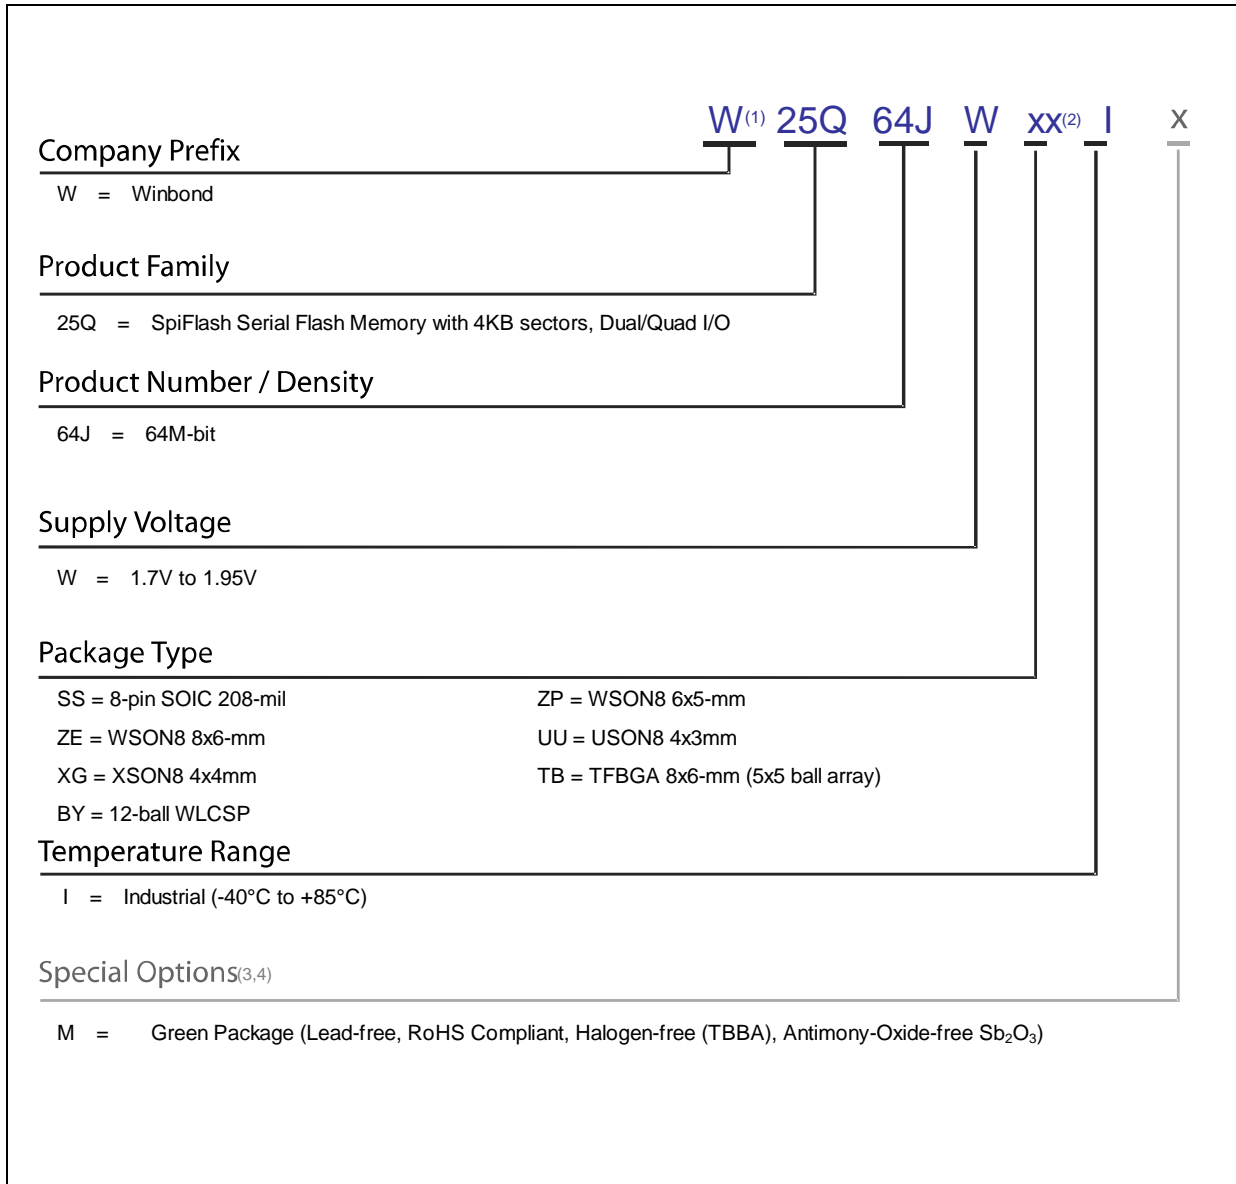 W(1) 25Q 64J W xx(2) I x
Company Prefix
W = Winbond
Product Family
25Q = SpiFlash Serial Flash Memory with 4KB sectors, Dual/Quad I/O
Product Number / Density
64J = 64M-bit
Supply Voltage
W = 1.7V to 1.95V
Package Type
SS = 8-pin SOIC 208-mil ZP = WSON8 6x5-mm
ZE = WSON8 8x6-mm UU = USON8 4x3mm
XG = XSON8 4x4mm TB = TFBGA 8x6-mm (5x5 ball array)
BY = 12-ball WLCSP
Temperature Range
I = Industrial (-40°C to +85°C)
Special Options(3,4)
M = Green Package (Lead-free, RoHS Compliant, Halogen-free (TBBA), Antimony-Oxide-free Sb₂O₃)